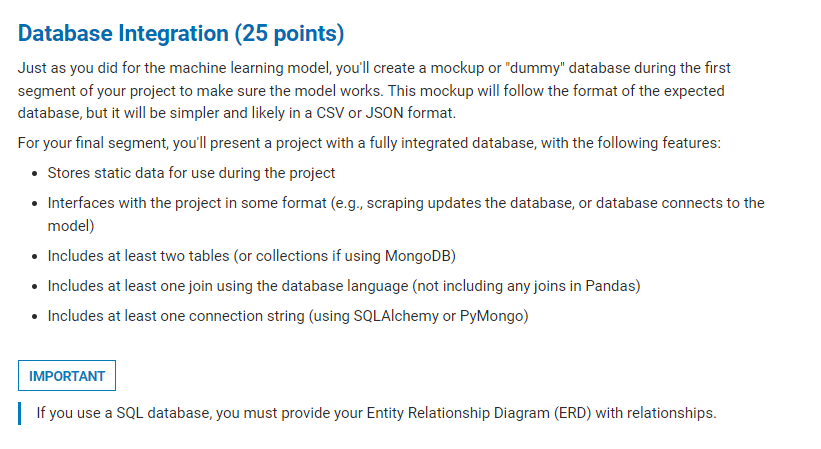 Database Integration (25 points)
Just as you did for the machine learning model, you'll create a mockup or "dummy" database during the first
segment of your project to make sure the model works. This mockup will follow the format of the expected
database, but it will be simpler and likely in a CSV or JSON format.
For your final segment, you'll present a project with a fully integrated database, with the following features:
• Stores static data for use during the project
• Interfaces with the project in some format (e.g., scraping updates the database, or database connects to the
model)
• Includes at least two tables (or collections if using MongoDB)
• Includes at least one join using the database language (not including any joins in Pandas)
• Includes at least one connection string (using SQLAlchemy or PyMongo)
IMPORTANT
If you use a SQL database, you must provide your Entity Relationship Diagram (ERD) with relationships.